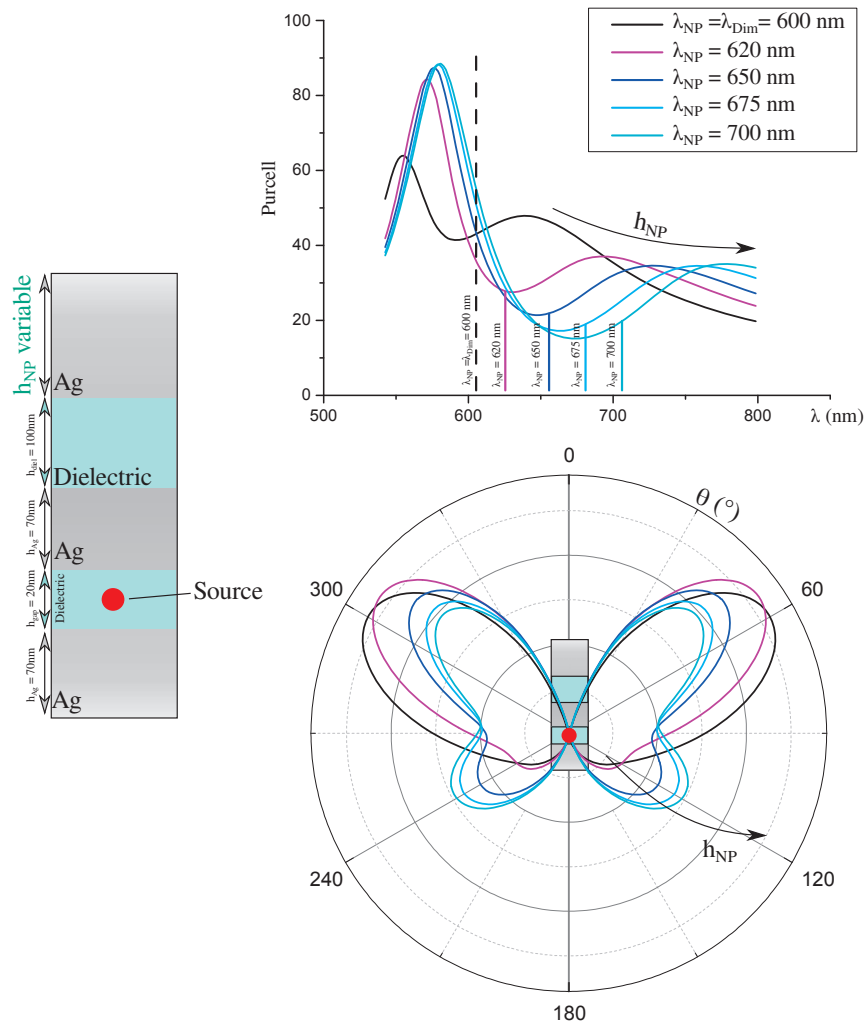 h_NP variable
h_diel = 100nm
h_Ag = 70nm
h_gap = 20nm
h_Ag = 70nm
Ag
Dielectric
Ag
Dielectric
Source
Ag
Purcell
100
80
60
40
20
0
500
600
700
800
λ (nm)
λ_NP =λ_Dim= 600 nm
λ_NP = 620 nm
λ_NP = 650 nm
λ_NP = 675 nm
λ_NP = 700 nm
h_NP
λ_NP =λ_Dim= 600 nm
λ_NP = 620 nm
λ_NP = 650 nm
λ_NP = 675 nm
λ_NP = 700 nm
0
θ (°)
300
60
h_NP
240
120
180